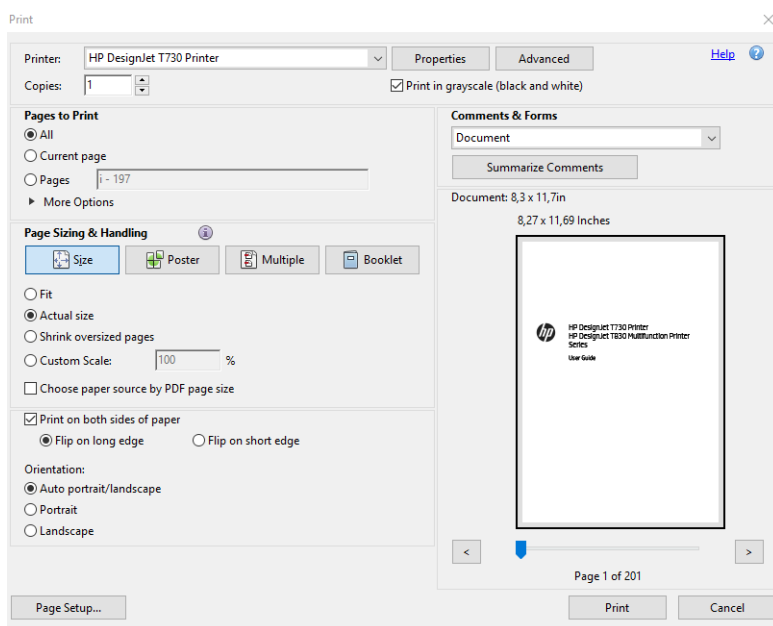 Print
Printer: HP DesignJet T730 Printer Properties Advanced Help ?
Copies: 1 Print in grayscale (black and white)
Pages to Print
All
Current page
Pages i - 197
More Options
Comments & Forms
Document
Summarize Comments
Page Sizing & Handling i
Size Poster Multiple Booklet
Fit
Actual size
Shrink oversized pages
Custom Scale: 100 %
Choose paper source by PDF page size
Print on both sides of paper
Flip on long edge Flip on short edge
Orientation:
Auto portrait/landscape
Portrait
Landscape
Document: 8,3 x 11,7in
8,27 x 11,69 Inches
hp
HP DesignJet T730 Printer
HP DesignJet T830 Multifunction Printer
Series
User Guide
< >
Page 1 of 201
Page Setup... Print Cancel